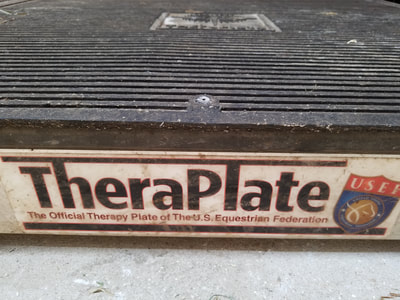 TheraPlate
The Official Therapy Plate of The U.S. Equestrian Federation
USEF